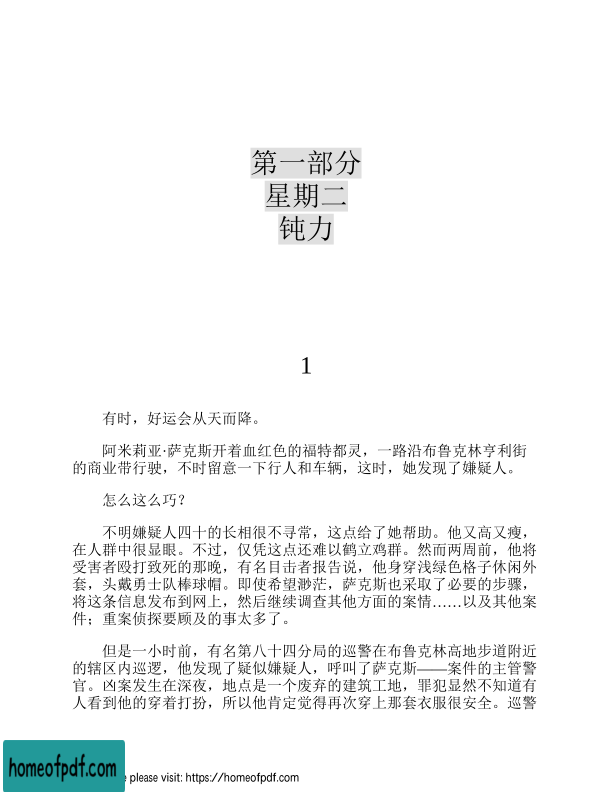 第一部分
星期二
钝力
1
有时，好运会从天而降。
阿米莉亚·萨克斯开着血红色的福特都灵，一路沿布鲁克林亨利街
的商业带行驶，不时留意一下行人和车辆，这时，她发现了嫌疑人。
怎么这么巧？
不明嫌疑人四十的长相很不寻常，这点给了她帮助。他又高又瘦，
在人群中很显眼。不过，仅凭这点还难以鹤立鸡群。然而两周前，他将
受害者殴打致死的那晚，有名目击者报告说，他身穿浅绿色格子休闲外
套，头戴勇士队棒球帽。即使希望渺茫，萨克斯也采取了必要的步骤，
将这条信息发布到网上，然后继续调查其他方面的案情……以及其他案
件；重案侦探要顾及的事太多了。
但是一小时前，有名第八十四分局的巡警在布鲁克林高地步道附近
的辖区内巡逻，他发现了疑似嫌疑人，呼叫了萨克斯——案件的主管警
官。凶案发生在深夜，地点是一个废弃的建筑工地，罪犯显然不知道有
人看到他的穿着打扮，所以他肯定觉得再次穿上那套衣服很安全。巡警
homeofpdf.com
e please visit: https://homeofpdf.com